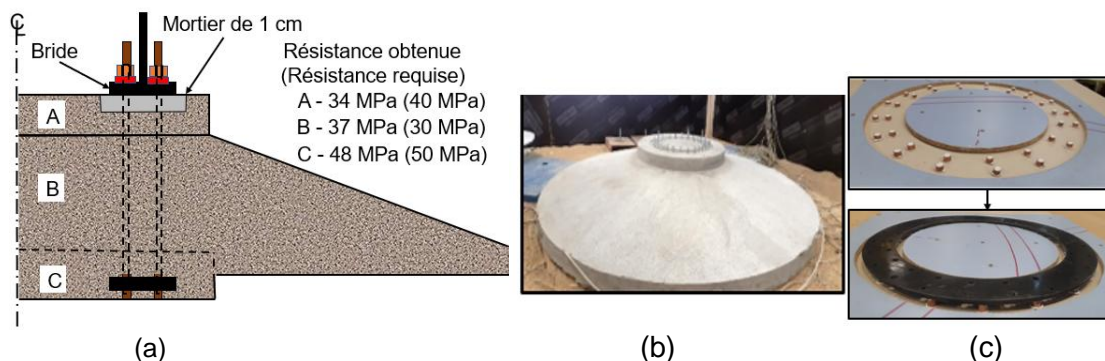 ℄
Mortier de 1 cm
Bride
Résistance obtenue
(Résistance requise)
A - 34 MPa (40 MPa)
B - 37 MPa (30 MPa)
C - 48 MPa (50 MPa)
A
B
C
(a)
(b)
(c)